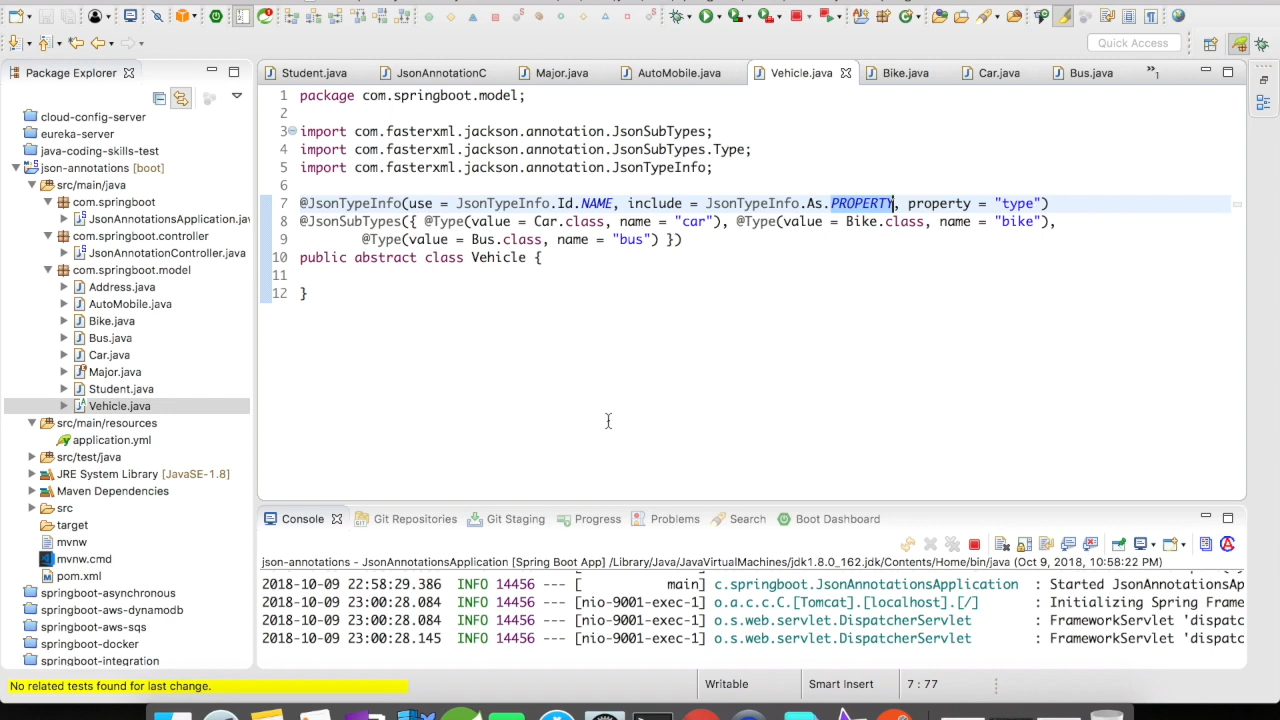 Quick Access
Package Explorer
cloud-config-server
eureka-server
java-coding-skills-test
json-annotations [boot]
src/main/java
com.springboot
JsonAnnotationsApplication.jav
com.springboot.controller
JsonAnnotationController.java
com.springboot.model
Address.java
AutoMobile.java
Bike.java
Bus.java
Car.java
Major.java
Student.java
Vehicle.java
src/main/resources
application.yml
src/test/java
JRE System Library [JavaSE-1.8]
Maven Dependencies
src
target
mvnw
mvnw.cmd
pom.xml
springboot-asynchronous
springboot-aws-dynamodb
springboot-aws-sqs
springboot-docker
springboot-integration
Student.java JsonAnnotationC Major.java AutoMobile.java Vehicle.java Bike.java Car.java Bus.java »1
1 package com.springboot.model;
2
3 import com.fasterxml.jackson.annotation.JsonSubTypes;
4 import com.fasterxml.jackson.annotation.JsonSubTypes.Type;
5 import com.fasterxml.jackson.annotation.JsonTypeInfo;
6
7 @JsonTypeInfo(use = JsonTypeInfo.Id.NAME, include = JsonTypeInfo.As.PROPERTY, property = "type")
8 @JsonSubTypes({ @Type(value = Car.class, name = "car"), @Type(value = Bike.class, name = "bike"),
9 @Type(value = Bus.class, name = "bus") })
10 public abstract class Vehicle {
11
12 }
Console Git Repositories Git Staging Progress Problems Search Boot Dashboard
json-annotations - JsonAnnotationsApplication [Spring Boot App] /Library/Java/JavaVirtualMachines/jdk1.8.0_162.jdk/Contents/Home/bin/java (Oct 9, 2018, 10:58:22 PM)
2018-10-09 22:58:29.386 INFO 14456 --- [ main] c.springboot.JsonAnnotationsApplication : Started JsonAnnotationsAp
2018-10-09 23:00:28.084 INFO 14456 --- [nio-9001-exec-1] o.a.c.c.C.[Tomcat].[localhost].[/] : Initializing Spring Frame
2018-10-09 23:00:28.084 INFO 14456 --- [nio-9001-exec-1] o.s.web.servlet.DispatcherServlet : FrameworkServlet 'dispatc
2018-10-09 23:00:28.145 INFO 14456 --- [nio-9001-exec-1] o.s.web.servlet.DispatcherServlet : FrameworkServlet 'dispatc
No related tests found for last change.
Writable Smart Insert 7 : 77